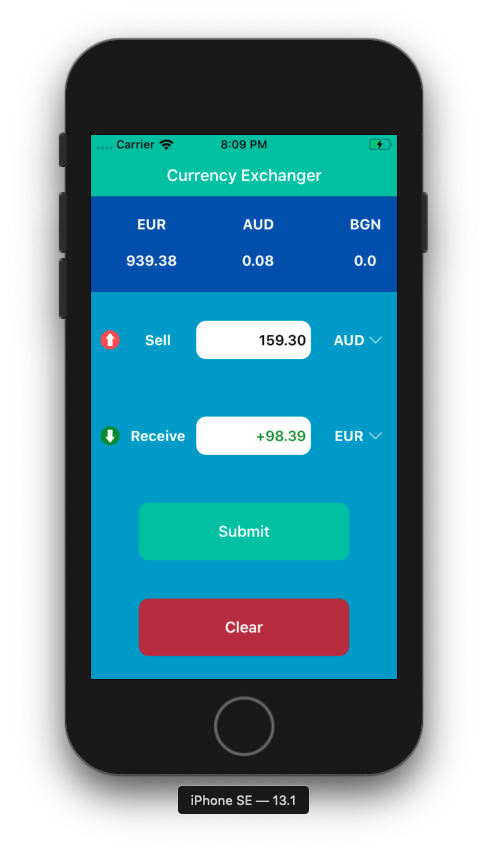 Carrier 8:09 PM
Currency Exchanger
EUR AUD BGN
939.38 0.08 0.0
Sell 159.30 AUD
Receive +98.39 EUR
Submit
Clear
iPhone SE — 13.1